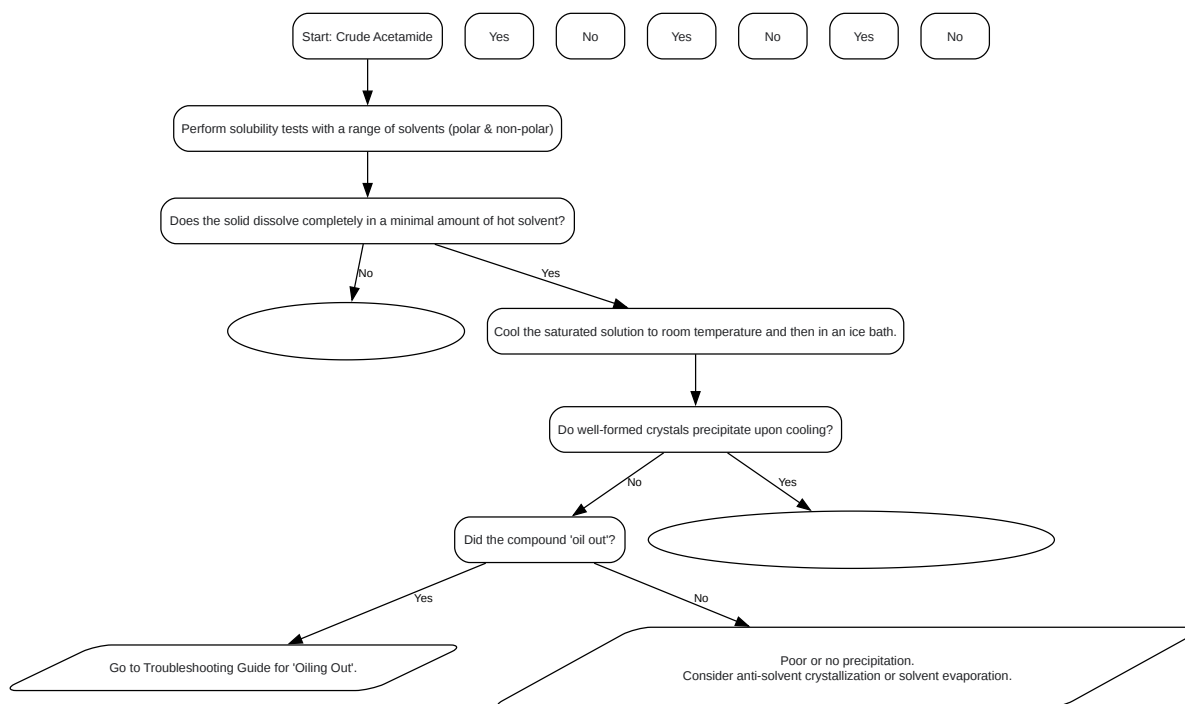 Start: Crude Acetamide
Yes
No
Yes
No
Yes
No
Perform solubility tests with a range of solvents (polar & non-polar)
Does the solid dissolve completely in a minimal amount of hot solvent?
No
Yes
Cool the saturated solution to room temperature and then in an ice bath.
Do well-formed crystals precipitate upon cooling?
No
Yes
Did the compound 'oil out'?
Yes
No
Go to Troubleshooting Guide for 'Oiling Out'.
Poor or no precipitation.
Consider anti-solvent crystallization or solvent evaporation.